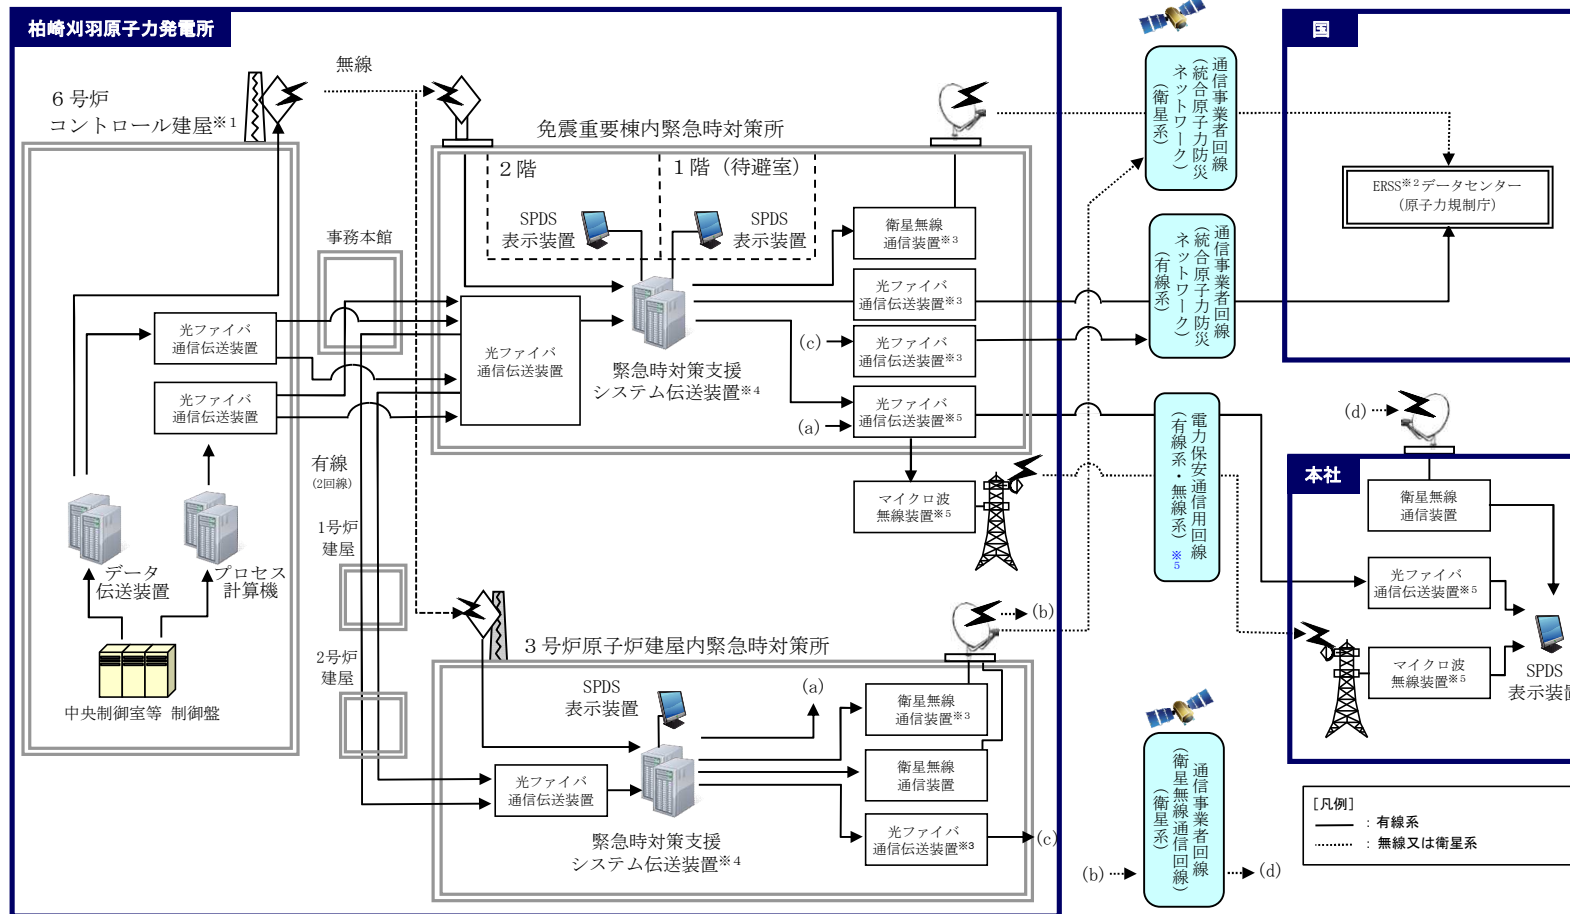 柏崎刈羽原子力発電所
国
無線
６号炉
コントロール建屋※1
免震重要棟内緊急時対策所
２階
１階（待避室）
SPDS
表示装置
SPDS
表示装置
事務本館
衛星無線
通信装置※3
光ファイバ
通信伝送装置※3
(c)
光ファイバ
通信伝送装置※3
(a)
光ファイバ
通信伝送装置※5
マイクロ波
無線装置※5
光ファイバ
通信伝送装置
光ファイバ
通信伝送装置
光ファイバ
通信伝送装置
緊急時対策支援
システム伝送装置※4
有線
(2回線)
1号炉
建屋
2号炉
建屋
データ
伝送装置
プロセス
計算機
中央制御室等 制御盤
３号炉原子炉建屋内緊急時対策所
SPDS
表示装置
(a)
(b)
衛星無線
通信装置※3
衛星無線
通信装置
光ファイバ
通信伝送装置※3
(c)
光ファイバ
通信伝送装置
緊急時対策支援
システム伝送装置※4
通信事業者回線
（統合原子力防災
ネットワーク）
（衛星系）
通信事業者回線
（統合原子力防災
ネットワーク）
（有線系）
電力保安通信用回線
（有線系・無線系）※5
通信事業者回線
（衛星無線通信回線）
（衛星系）
(b)
(d)
ERSS※2データセンター
（原子力規制庁）
(d)
本社
衛星無線
通信装置
光ファイバ
通信伝送装置※5
マイクロ波
無線装置※5
SPDS
表示装置
［凡例］
：有線系
：無線又は衛星系